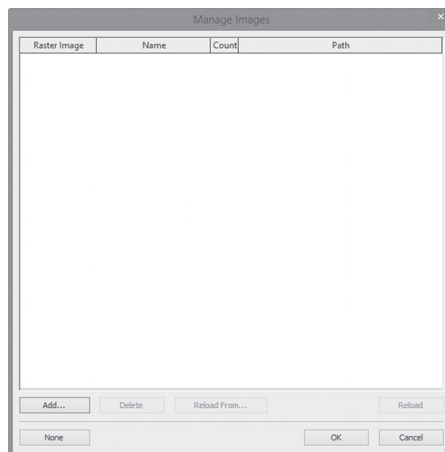 Manage Images
Raster Image Name Count Path
Add... Delete Reload From... Reload
None OK Cancel